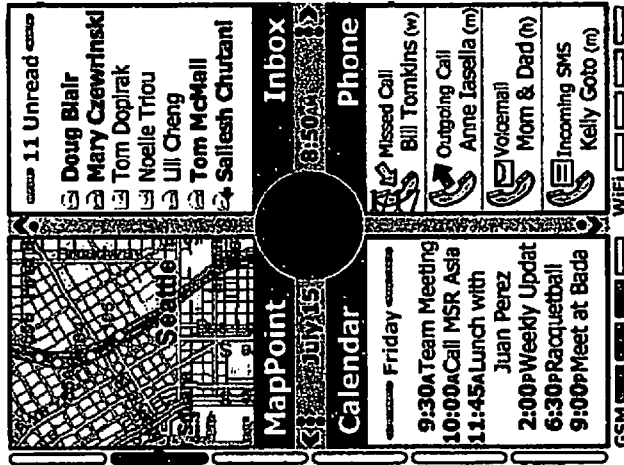 Seattle
MapPoint
11 Unread
Doug Blair
Mary Czewrinski
Tom Dopirak
Noelle Triou
Lili Cheng
Tom McMail
Sailesh Chutani
Inbox
July 15
8:50AM
Calendar
Friday
9:30ATeam Meeting
10:00ACall MSR Asia
11:45ALunch with
Juan Perez
2:00PWeekly Updat
6:30PRacquetball
9:00PMeet at Bada
Phone
Missed Call
Bill Tomkins (w)
Outgoing Call
Anne Iasella (m)
Voicemail
Mom & Dad (h)
Incoming SMS
Kelly Goto (m)
GSM
WiFi